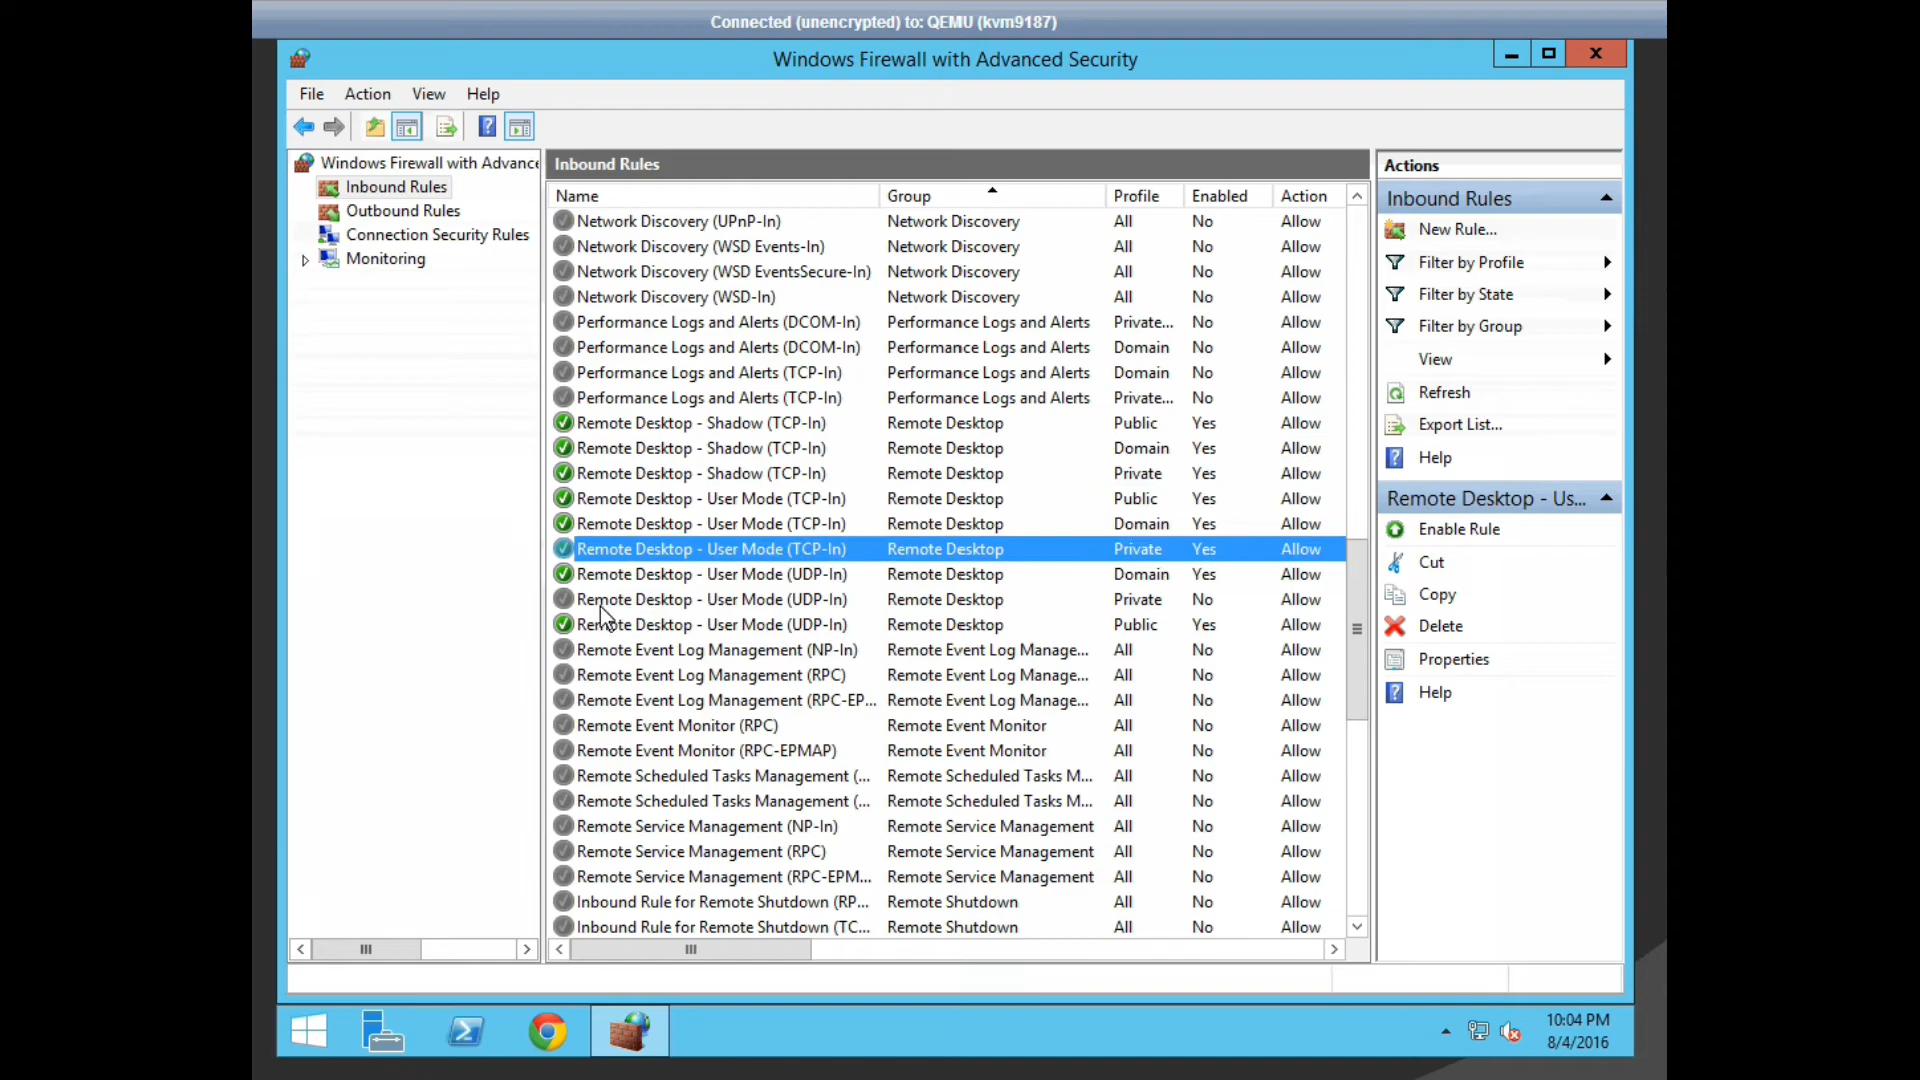 Connected (unencrypted) to: QEMU (kvm9187)
Windows Firewall with Advanced Security
File Action View Help
Windows Firewall with Advance
Inbound Rules
Outbound Rules
Connection Security Rules
Monitoring
Inbound Rules
Name Group Profile Enabled Action
Network Discovery (UPnP-In) Network Discovery All No Allow
Network Discovery (WSD Events-In) Network Discovery All No Allow
Network Discovery (WSD EventsSecure-In) Network Discovery All No Allow
Network Discovery (WSD-In) Network Discovery All No Allow
Performance Logs and Alerts (DCOM-In) Performance Logs and Alerts Private... No Allow
Performance Logs and Alerts (DCOM-In) Performance Logs and Alerts Domain No Allow
Performance Logs and Alerts (TCP-In) Performance Logs and Alerts Domain No Allow
Performance Logs and Alerts (TCP-In) Performance Logs and Alerts Private... No Allow
Remote Desktop - Shadow (TCP-In) Remote Desktop Public Yes Allow
Remote Desktop - Shadow (TCP-In) Remote Desktop Domain Yes Allow
Remote Desktop - Shadow (TCP-In) Remote Desktop Private Yes Allow
Remote Desktop - User Mode (TCP-In) Remote Desktop Public Yes Allow
Remote Desktop - User Mode (TCP-In) Remote Desktop Domain Yes Allow
Remote Desktop - User Mode (TCP-In) Remote Desktop Private Yes Allow
Remote Desktop - User Mode (UDP-In) Remote Desktop Domain Yes Allow
Remote Desktop - User Mode (UDP-In) Remote Desktop Private No Allow
Remote Desktop - User Mode (UDP-In) Remote Desktop Public Yes Allow
Remote Event Log Management (NP-In) Remote Event Log Manage... All No Allow
Remote Event Log Management (RPC) Remote Event Log Manage... All No Allow
Remote Event Log Management (RPC-EP... Remote Event Log Manage... All No Allow
Remote Event Monitor (RPC) Remote Event Monitor All No Allow
Remote Event Monitor (RPC-EPMAP) Remote Event Monitor All No Allow
Remote Scheduled Tasks Management (... Remote Scheduled Tasks M... All No Allow
Remote Scheduled Tasks Management (... Remote Scheduled Tasks M... All No Allow
Remote Service Management (NP-In) Remote Service Management All No Allow
Remote Service Management (RPC) Remote Service Management All No Allow
Remote Service Management (RPC-EPM... Remote Service Management All No Allow
Inbound Rule for Remote Shutdown (RP... Remote Shutdown All No Allow
Inbound Rule for Remote Shutdown (TC... Remote Shutdown All No Allow
Actions
Inbound Rules
New Rule...
Filter by Profile
Filter by State
Filter by Group
View
Refresh
Export List...
Help
Remote Desktop - Us...
Enable Rule
Cut
Copy
Delete
Properties
Help
10:04 PM
8/4/2016